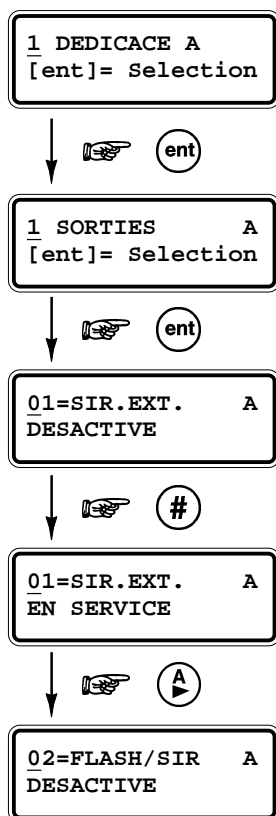 1 DEDICACE A
[ent]= Selection
ent
1 SORTIES A
[ent]= Selection
ent
01=SIR.EXT. A
DESACTIVE
#
01=SIR.EXT. A
EN SERVICE
A
02=FLASH/SIR A
DESACTIVE